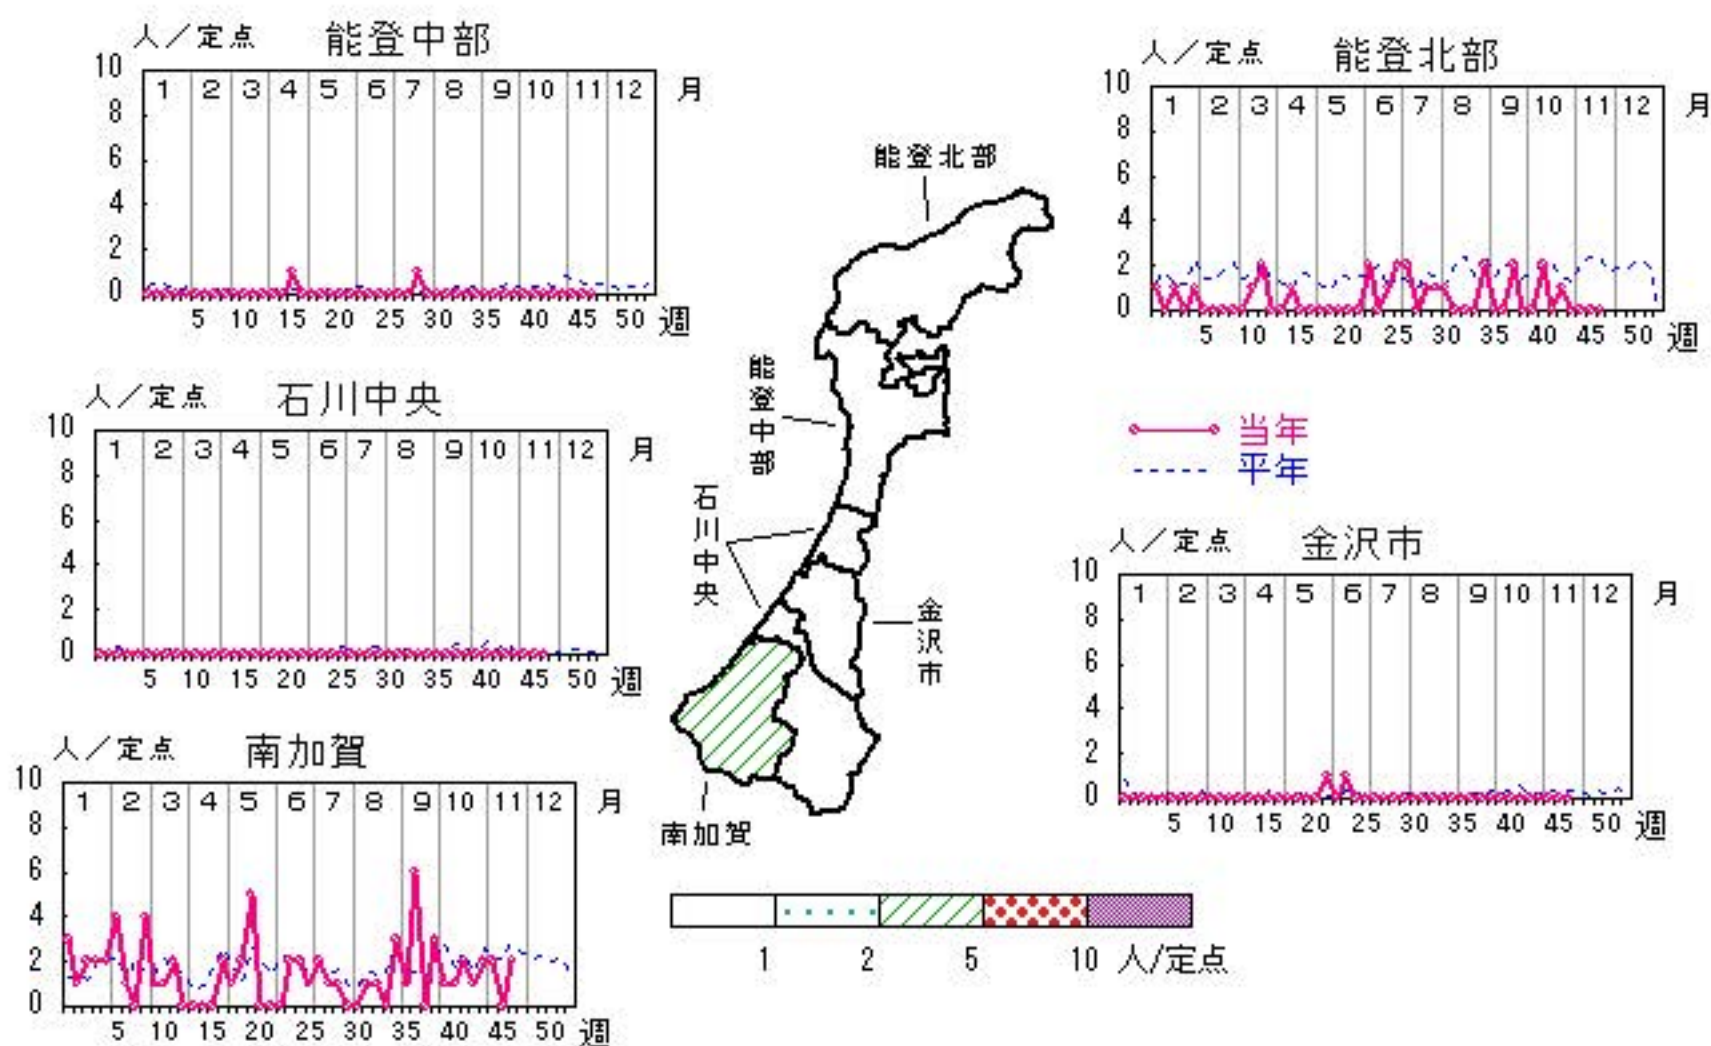 人／定点 能登中部
10 8 6 4 2 0
1 2 3 4 5 6 7 8 9 10 11 12 月
5 10 15 20 25 30 35 40 45 50 週
人／定点 能登北部
10 8 6 4 2 0
1 2 3 4 5 6 7 8 9 10 11 12 月
5 10 15 20 25 30 35 40 45 50 週
人／定点 石川中央
10 8 6 4 2 0
1 2 3 4 5 6 7 8 9 10 11 12 月
5 10 15 20 25 30 35 40 45 50 週
能登北部
能登中部
石川中央
金沢市
南加賀
当年
平年
人／定点 金沢市
10 8 6 4 2 0
1 2 3 4 5 6 7 8 9 10 11 12 月
5 10 15 20 25 30 35 40 45 50 週
人／定点 南加賀
10 8 6 4 2 0
1 2 3 4 5 6 7 8 9 10 11 12 月
5 10 15 20 25 30 35 40 45 50 週
1 2 5 10 人/定点